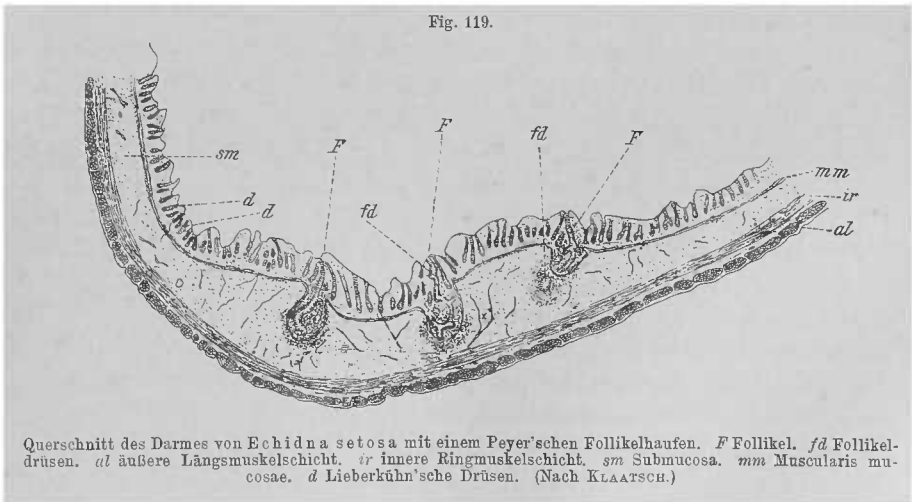 Fig. 119.
F
F
fd
F
sm
mm
ir
d
d
fd
al
Querschnitt des Darmes von Echidna setosa mit einem Peyer'schen Follikelhaufen. F Follikel. fd Follikel-
drüsen. al äußere Längsmuskelschicht. ir innere Ringmuskelschicht. sm Submucosa. mm Muscularis mu-
cosae. d Lieberkühn'sche Drüsen. (Nach KLAATSCH.)